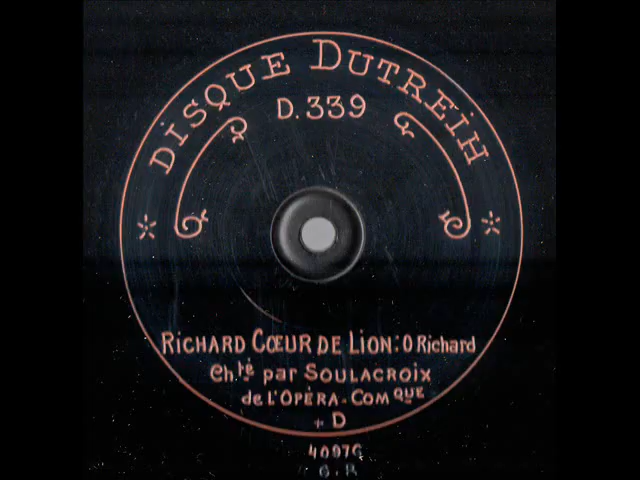 DISQUE DUTREIH
D.339
RICHARD CŒUR DE LION: O Richard
Chté par SOULACROIX
de L'OPÉRA-COMQUE
+ D
4097G
G.R